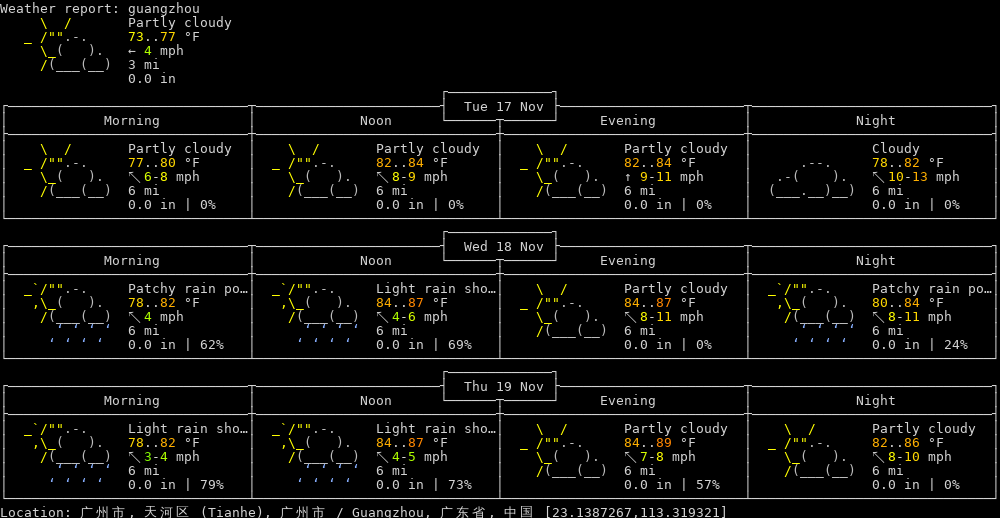 Weather report: guangzhou
Partly cloudy
73..77 °F
← 4 mph
3 mi
0.0 in
Tue 17 Nov
Morning Noon Evening Night
Partly cloudy Partly cloudy Partly cloudy Cloudy
77..80 °F 82..84 °F 82..84 °F 78..82 °F
↖ 6-8 mph ↖ 8-9 mph ↑ 9-11 mph ↖ 10-13 mph
6 mi 6 mi 6 mi 6 mi
0.0 in | 0% 0.0 in | 0% 0.0 in | 0% 0.0 in | 0%
Wed 18 Nov
Morning Noon Evening Night
Patchy rain po… Light rain sho… Partly cloudy Patchy rain po…
78..82 °F 84..87 °F 84..87 °F 80..84 °F
↖ 4 mph ↖ 4-6 mph ↖ 8-11 mph ↖ 8-11 mph
6 mi 6 mi 6 mi 6 mi
0.0 in | 62% 0.0 in | 69% 0.0 in | 0% 0.0 in | 24%
Thu 19 Nov
Morning Noon Evening Night
Light rain sho… Light rain sho… Partly cloudy Partly cloudy
78..82 °F 84..87 °F 84..89 °F 82..86 °F
↖ 3-4 mph ↖ 4-5 mph ↖ 7-8 mph ↖ 8-10 mph
6 mi 6 mi 6 mi 6 mi
0.0 in | 79% 0.0 in | 73% 0.0 in | 57% 0.0 in | 0%
Location: 广州市, 天河区 (Tianhe), 广州市 / Guangzhou, 广东省, 中国 [23.1387267,113.319321]